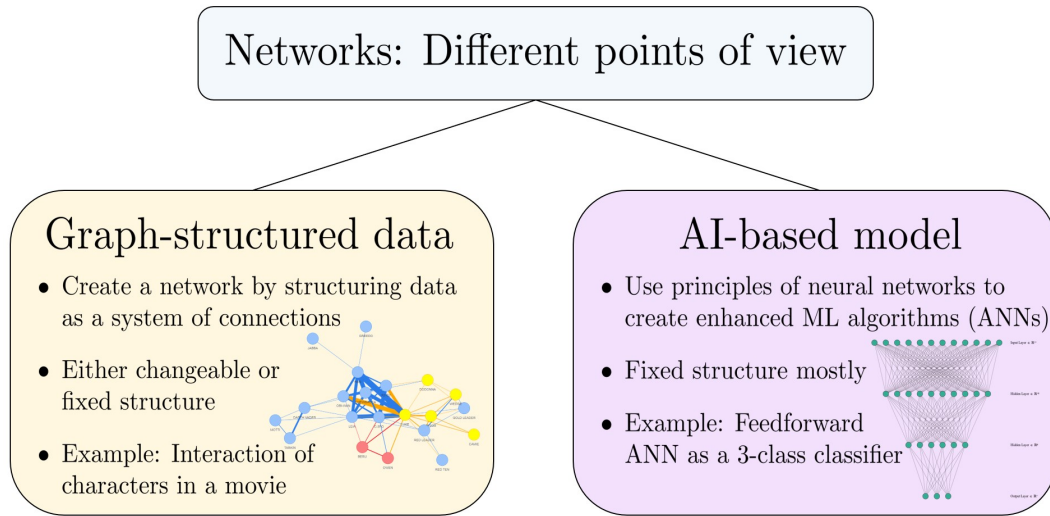 Networks: Different points of view
Graph-structured data
• Create a network by structuring data
as a system of connections
• Either changeable or
fixed structure
• Example: Interaction of
characters in a movie
AI-based model
• Use principles of neural networks to
create enhanced ML algorithms (ANNs)
• Fixed structure mostly
• Example: Feedforward
ANN as a 3-class classifier